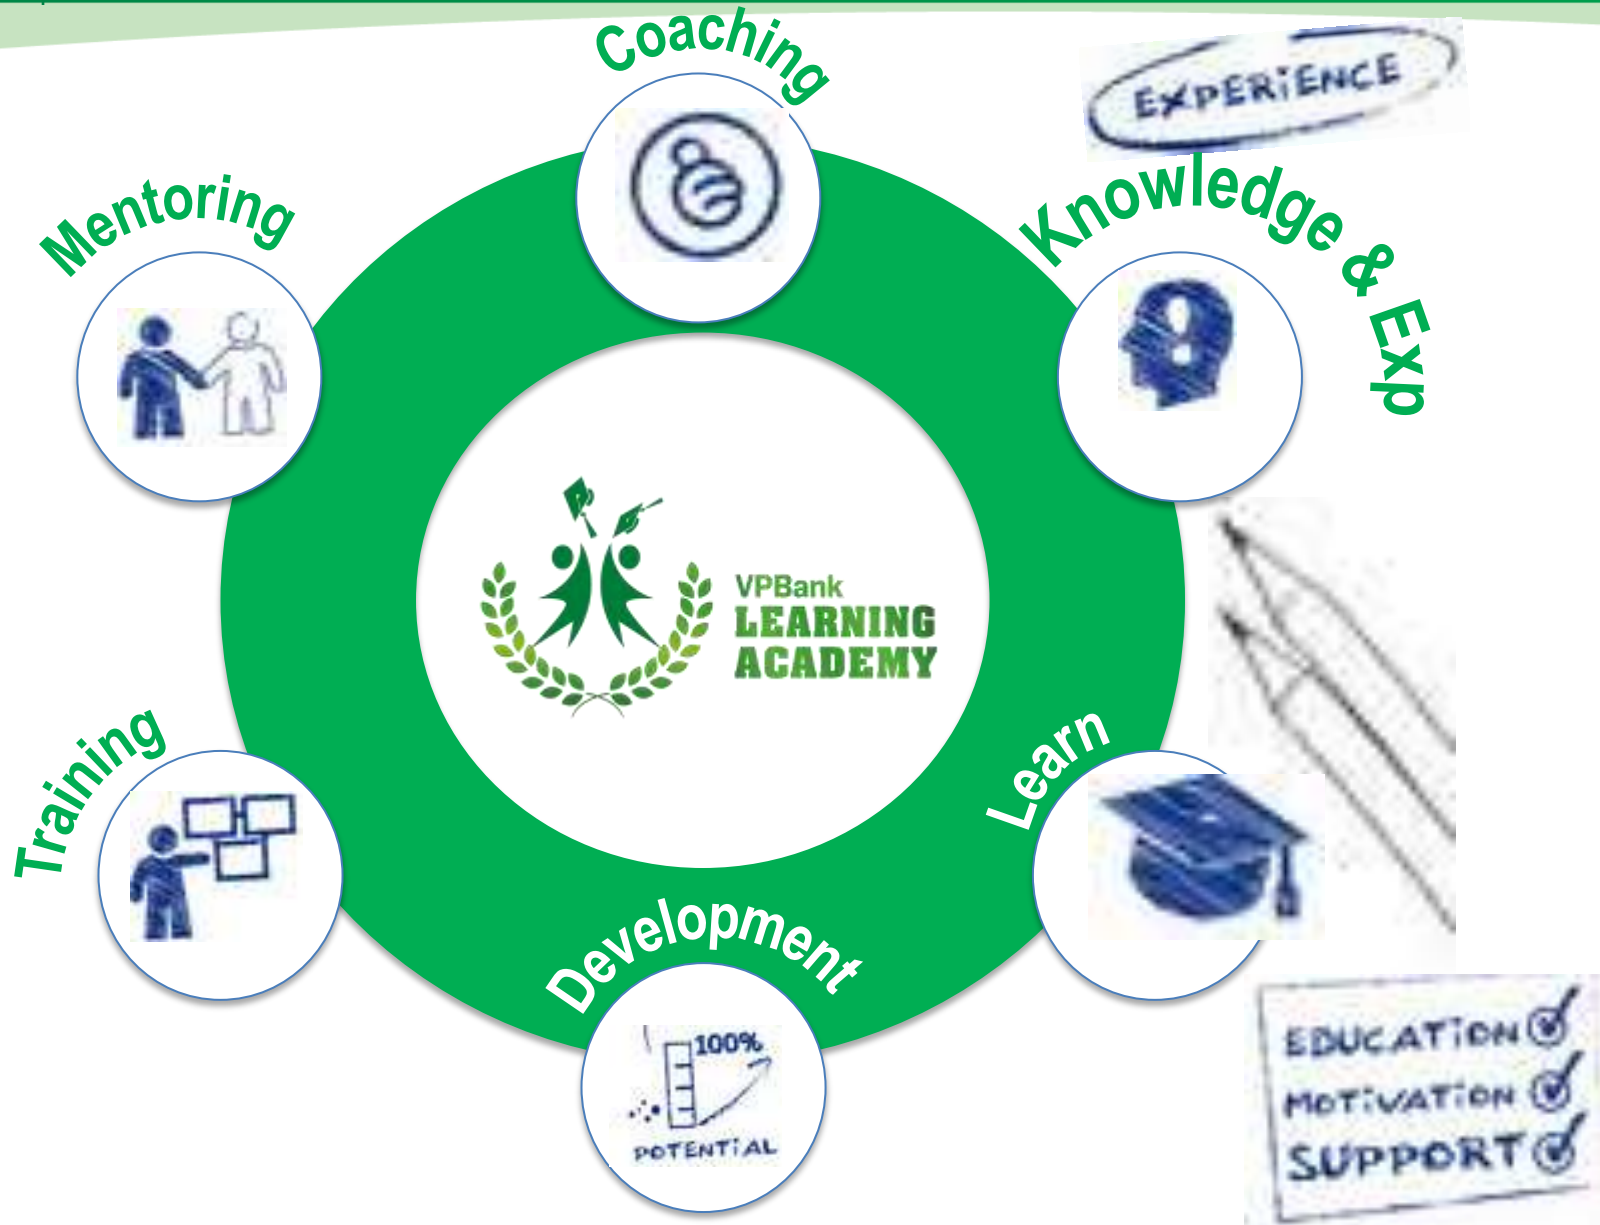 Coaching
EXPERIENCE
Mentoring
Knowledge & Exp
VPBank
LEARNING
ACADEMY
Training
Learn
Development
100%
POTENTIAL
EDUCATION
MOTIVATION
SUPPORT